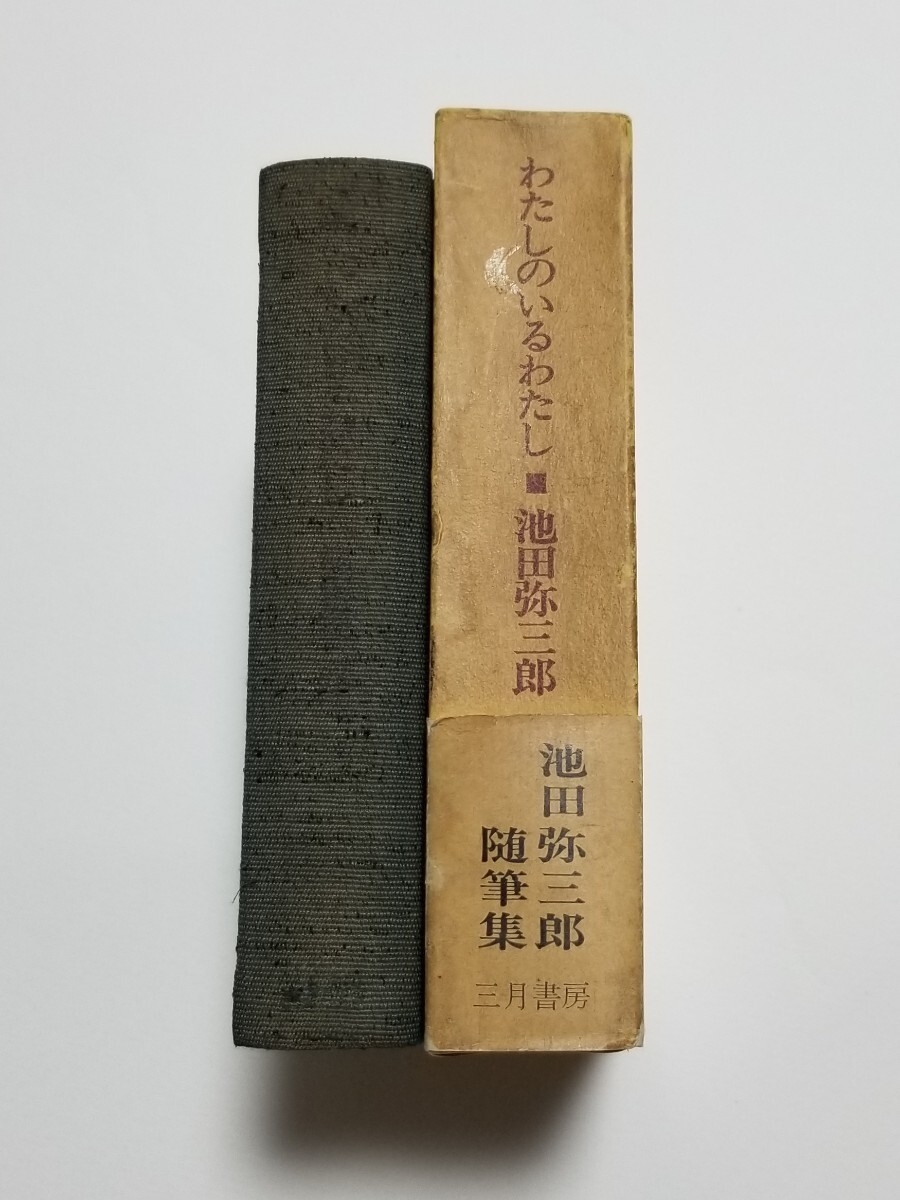 わたしのいるわたし■池田弥三郎
池田弥三郎
随筆集
三月書房